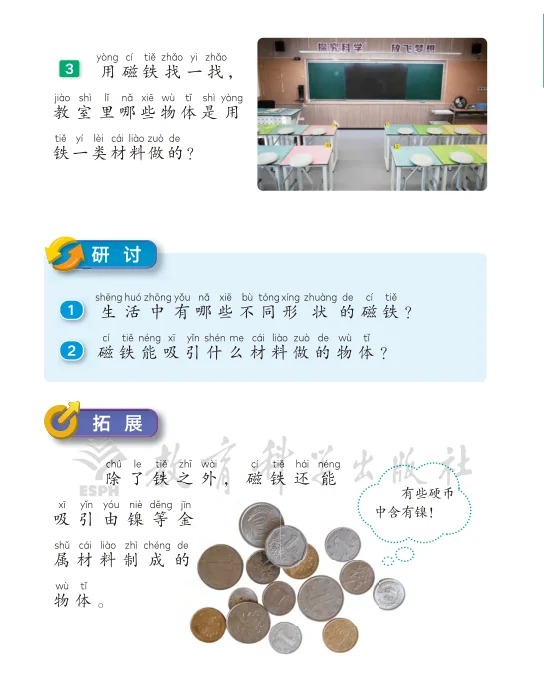 yòng cí tiě zhǎo yi zhǎo
3 用磁铁找一找，
jiào shì lǐ nǎ xiē wù tǐ shì yòng
教室里哪些物体是用
tiě yí lèi cái liào zuò de
铁一类材料做的？
探究科学 放飞梦想
研讨
shēng huó zhōng yǒu nǎ xiē bù tóng xíng zhuàng de cí tiě
1 生活中有哪些不同形状的磁铁？
cí tiě néng xī yǐn shén me cái liào zuò de wù tǐ
2 磁铁能吸引什么材料做的物体？
拓展
ESPH 教育科学出版社
chú le tiě zhī wài cí tiě hái néng
除了铁之外，磁铁还能
xī yǐn yóu niè děng jīn
吸引由镍等金
shǔ cái liào zhì chéng de
属材料制成的
wù tǐ
物体。
有些硬币
中含有镍！